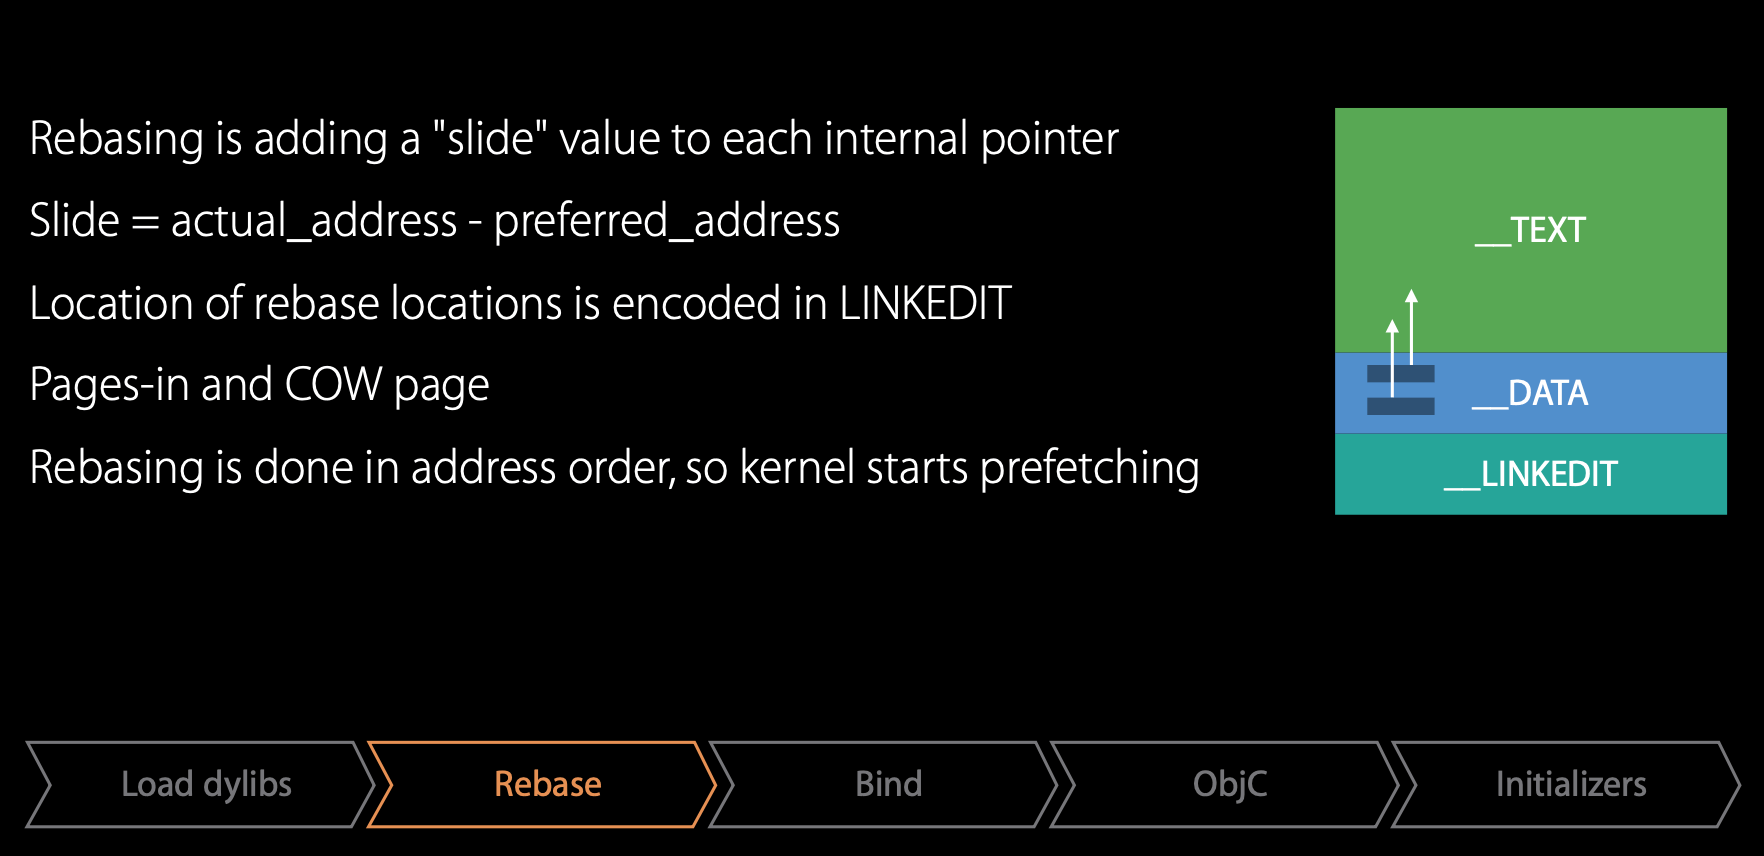 Rebasing is adding a "slide" value to each internal pointer
Slide = actual_address - preferred_address
Location of rebase locations is encoded in LINKEDIT
Pages-in and COW page
Rebasing is done in address order, so kernel starts prefetching
__TEXT
__DATA
__LINKEDIT
Load dylibs
Rebase
Bind
ObjC
Initializers